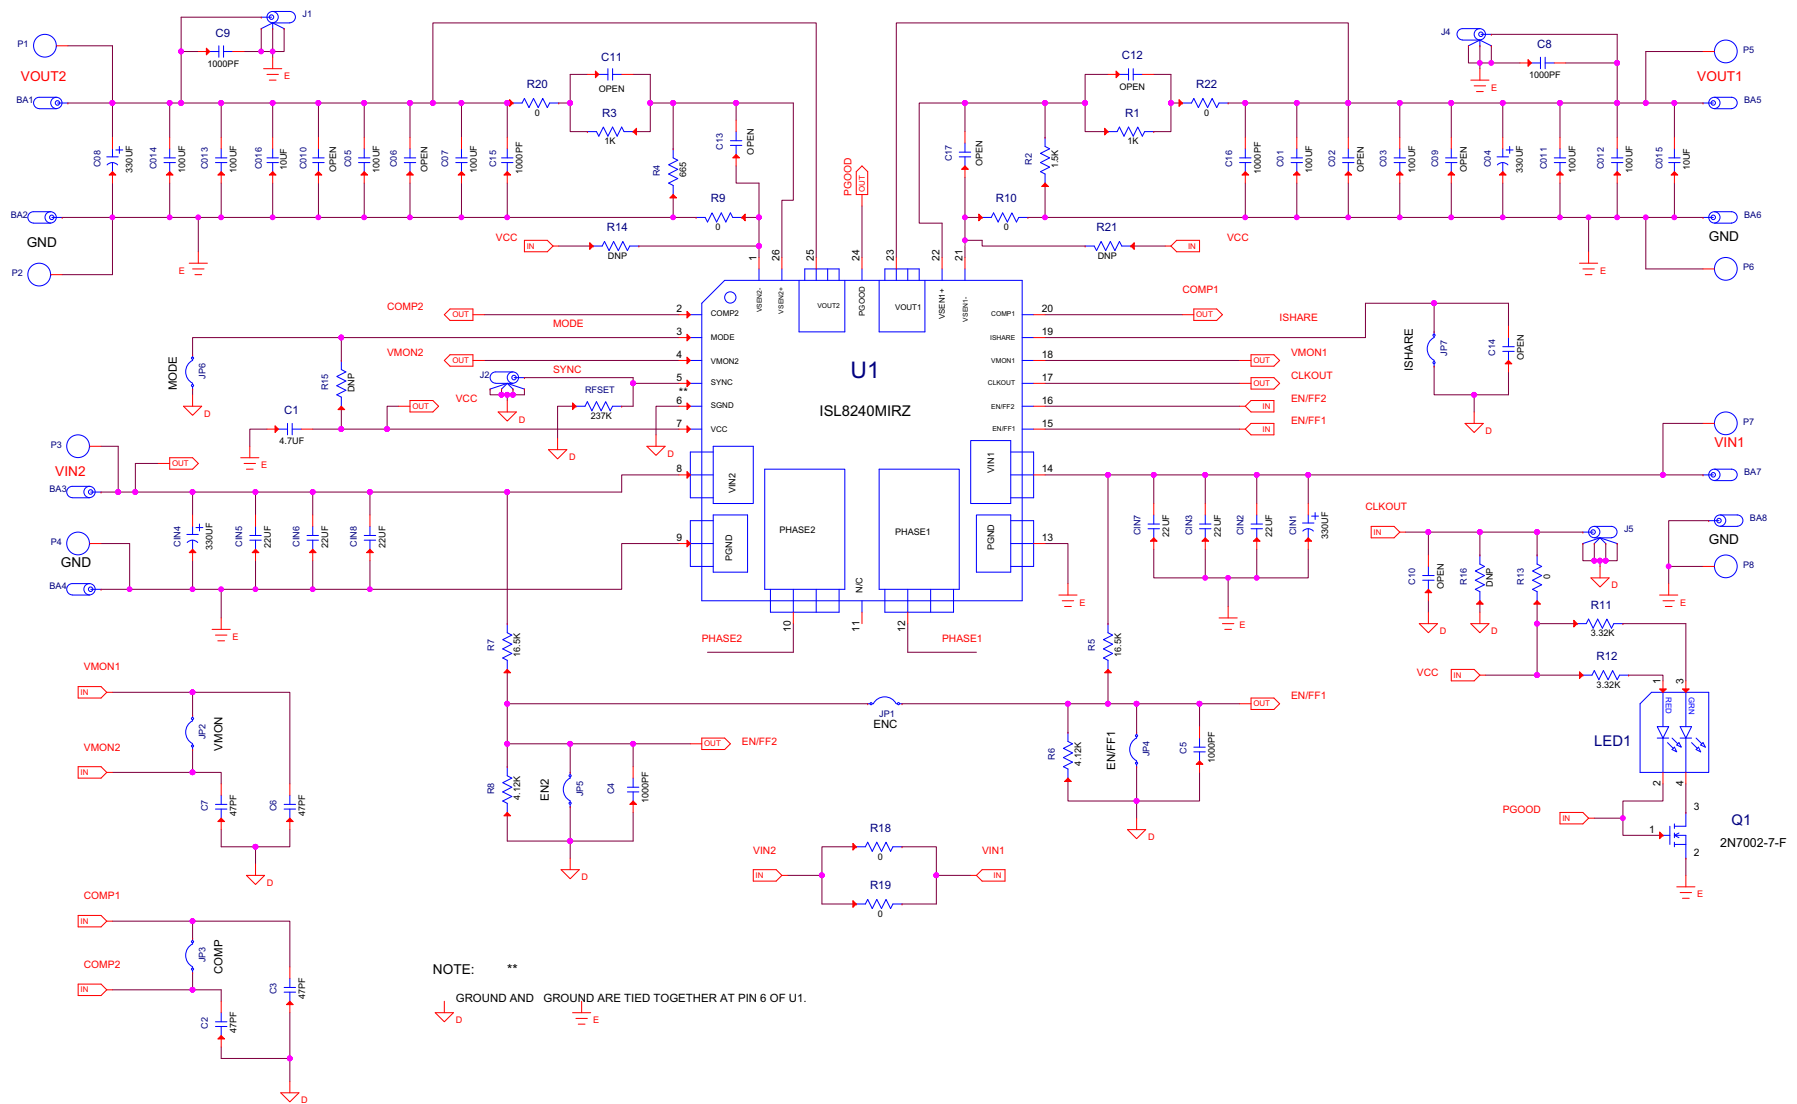 J1
C9
1000PF
E
P1
VOUT2
BA1
C08
330UF
C014
100UF
C013
100UF
C016
10UF
C010
OPEN
C05
100UF
C06
OPEN
C07
100UF
C15
1000PF
R20
0
C11
OPEN
R3
1K
R4
665
C13
OPEN
R9
0
BA2
GND
P2
E
VCC
IN
R14
DNP
PGOOD
OUT
C12
OPEN
R1
1K
R22
0
C17
OPEN
R2
1.5K
R10
0
R21
DNP
IN
VCC
C16
1000PF
C01
100UF
C02
OPEN
C03
100UF
C09
OPEN
C04
330UF
C011
100UF
C012
100UF
C015
10UF
J4
C8
1000PF
E
P5
VOUT1
BA5
BA6
GND
P6
E
1
26
25
24
23
22
21
VSEN2-
VSEN2+
VOUT2
PGOOD
VOUT1
VSEN1+
VSEN1-
COMP2
OUT
2
COMP2
MODE
3
MODE
VMON2
OUT
4
VMON2
SYNC
5
SYNC
**
6
SGND
7
VCC
8
VIN2
9
PGND
U1
ISL8240MIRZ
PHASE2
PHASE1
N/C
10
11
12
PHASE2
PHASE1
COMP1
20
COMP1
OUT
ISHARE
19
ISHARE
VMON1
18
OUT
VMON1
CLKOUT
17
OUT
CLKOUT
EN/FF2
16
IN
EN/FF2
EN/FF1
15
IN
EN/FF1
VIN1
14
PGND
13
E
MODE
JP6
D
R15
DNP
VCC
OUT
C1
4.7UF
E
J2
D
RFSET
237K
D
D
ISHARE
JP7
C14
OPEN
D
P3
VIN2
BA3
OUT
P4
GND
BA4
CIN4
330UF
CIN5
22UF
CIN6
22UF
CIN8
22UF
E
CIN7
22UF
CIN3
22UF
CIN2
22UF
CIN1
330UF
E
P7
VIN1
BA7
BA8
GND
P8
E
CLKOUT
IN
J5
D
C10
OPEN
D
R16
DNP
D
R13
0
R11
3.32K
VCC
IN
R12
3.32K
1
3
RED
GRN
LED1
2
4
PGOOD
IN
1
3
2
Q1
2N7002-7-F
E
R7
16.5K
R5
16.5K
JP1
ENC
OUT
EN/FF1
R6
4.12K
EN/FF1
JP4
C5
1000PF
D
OUT
EN/FF2
R8
4.12K
EN2
JP5
C4
1000PF
D
VMON1
IN
JP2
VMON
VMON2
IN
C7
47PF
C6
47PF
D
COMP1
IN
JP3
COMP
COMP2
IN
C2
47PF
C3
47PF
D
VIN2
IN
R18
0
R19
0
VIN1
IN
NOTE: **
GROUND AND GROUND ARE TIED TOGETHER AT PIN 6 OF U1.
D
E